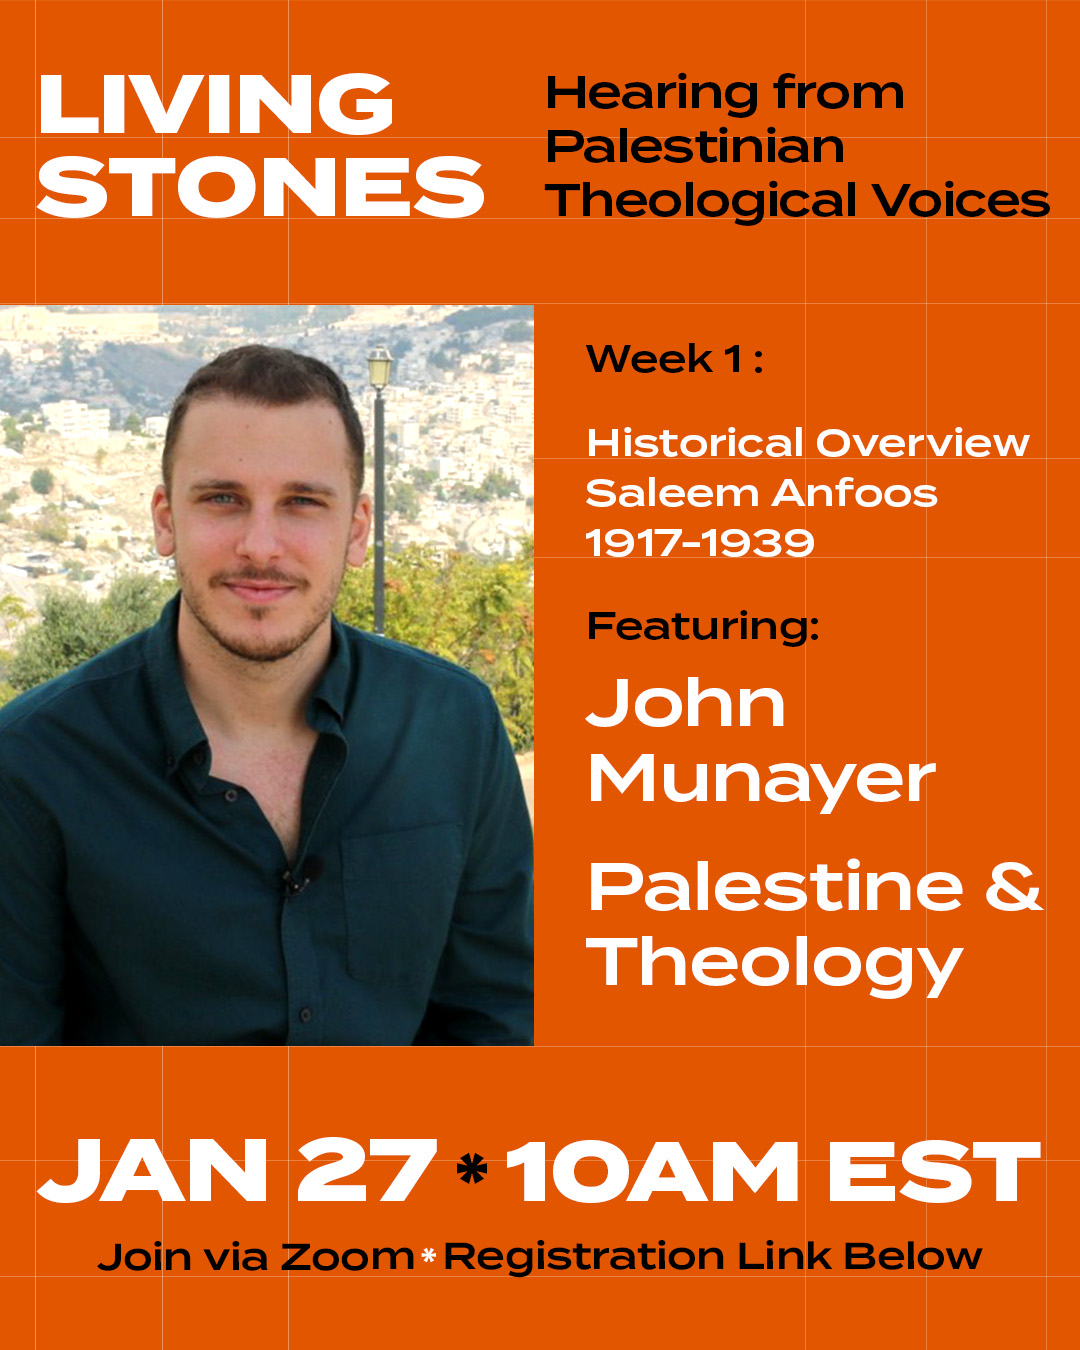 LIVING
STONES
Hearing from
Palestinian
Theological Voices
Week 1 :
Historical Overview
Saleem Anfoos
1917-1939
Featuring:
John
Munayer
Palestine &
Theology
JAN 27 * 10AM EST
Join via Zoom * Registration Link Below